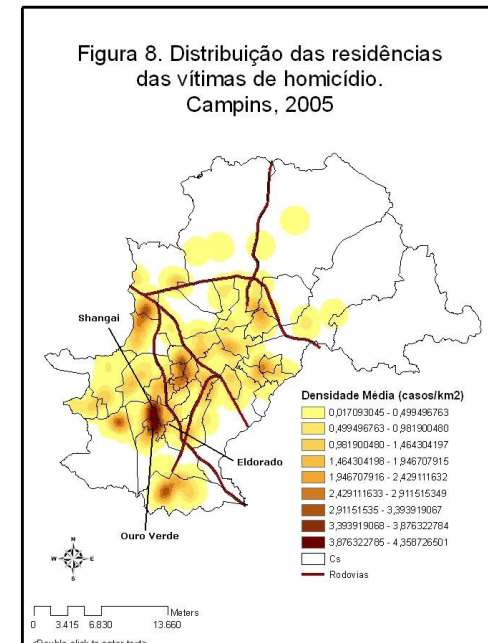 Figura 8. Distribuição das residências
das vítimas de homicídio.
Campins, 2005
Shangai
Eldorado
Ouro Verde
Densidade Média (casos/km2)
0,017093045 - 0,499496763
0,499496763 - 0,981900480
0,981900480 - 1,464304197
1,464304198 - 1,946707915
1,946707916 - 2,429111632
2,429111633 - 2,911515349
2,91151535 - 3,393919067
3,393919068 - 3,876322784
3,876322785 - 4,358726501
Cs
Rodovias
N
W E
S
Meters
0 3.415 6.830 13.660
<Double-click to enter text>